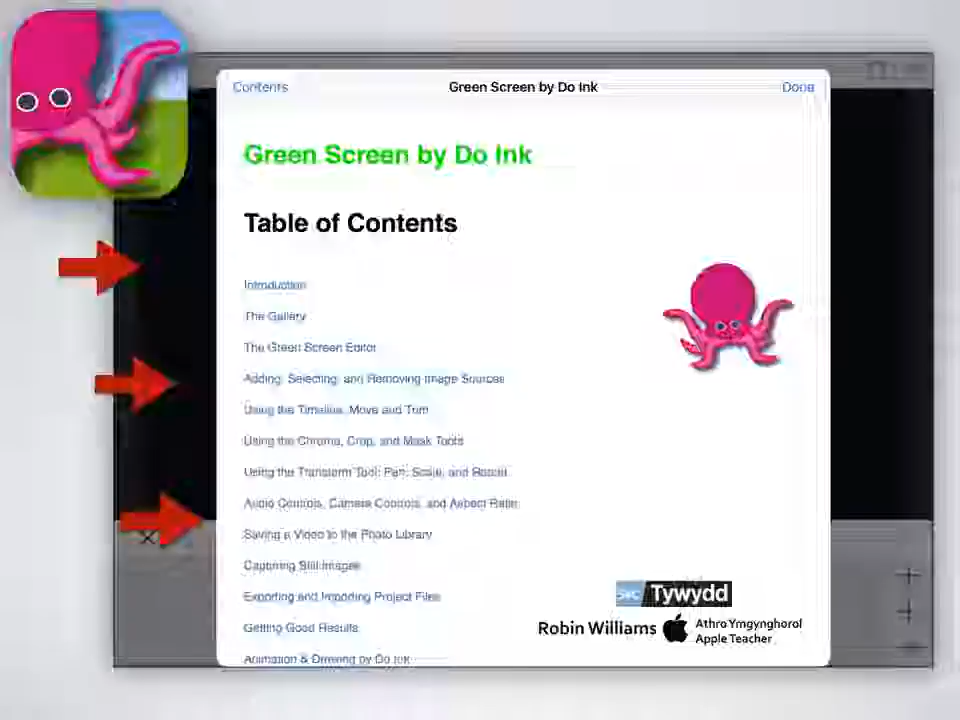 Contents
Green Screen by Do Ink
Done
Green Screen by Do Ink
Table of Contents
Introduction
The Gallery
The Green Screen Editor
Adding, Selecting, and Removing Image Sources
Using the Timeline, Move and Trim
Using the Chroma, Crop, and Mask Tools
Using the Transform Tool: Pan, Scale, and Rotate
Audio Controls, Camera Controls, and Aspect Ratio
Saving a Video to the Photo Library
Capturing Still Images
Exporting and Importing Project Files
Getting Good Results
Animation & Drawing by Do Ink
S4C Tywydd
Robin Williams
Athro Ymgynghorol
Apple Teacher